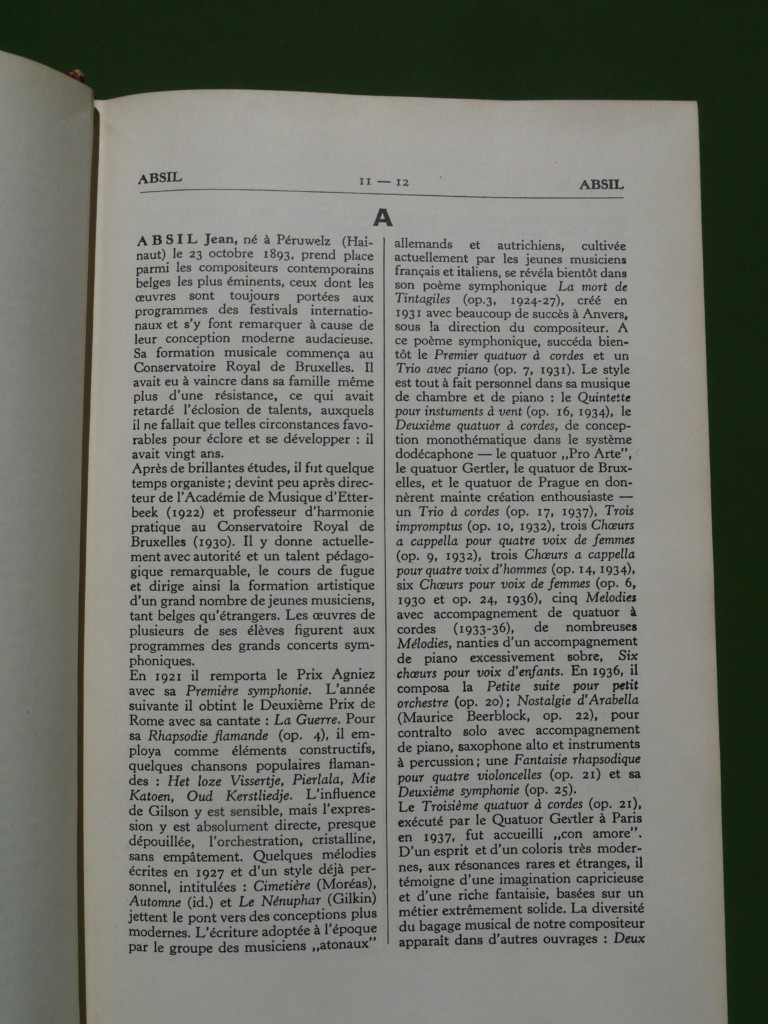 ABSIL
11 — 12
ABSIL
A
ABSIL Jean, né à Péruwelz (Hai-
naut) le 23 octobre 1893, prend place
parmi les compositeurs contemporains
belges les plus éminents, ceux dont les
œuvres sont toujours portées aux
programmes des festivals internatio-
naux et s'y font remarquer à cause de
leur conception moderne audacieuse.
Sa formation musicale commença au
Conservatoire Royal de Bruxelles. Il
avait eu à vaincre dans sa famille même
plus d'une résistance, ce qui avait
retardé l'éclosion de talents, auxquels
il ne fallait que telles circonstances favo-
rables pour éclore et se développer : il
avait vingt ans.
Après de brillantes études, il fut quelque
temps organiste ; devint peu après direc-
teur de l'Académie de Musique d'Etter-
beek (1922) et professeur d'harmonie
pratique au Conservatoire Royal de
Bruxelles (1930). Il y donne actuelle-
ment avec autorité et un talent pédago-
gique remarquable, le cours de fugue
et dirige ainsi la formation artistique
d'un grand nombre de jeunes musiciens,
tant belges qu'étrangers. Les œuvres de
plusieurs de ses élèves figurent aux
programmes des grands concerts sym-
phoniques.
En 1921 il remporta le Prix Agniez
avec sa Première symphonie. L'année
suivante il obtint le Deuxième Prix de
Rome avec sa cantate : La Guerre. Pour
sa Rhapsodie flamande (op. 4), il em-
ploya comme éléments constructifs,
quelques chansons populaires flaman-
des : Het loze Vissertje, Pierlala, Mie
Katoen, Oud Kerstliedje. L'influence
de Gilson y est sensible, mais l'expres-
sion y est absolument directe, presque
dépouillée, l'orchestration, cristalline,
sans empâtement. Quelques mélodies
écrites en 1927 et d'un style déjà per-
sonnel, intitulées : Cimetière (Moréas),
Automne (id.) et Le Nénuphar (Gilkin)
jettent le pont vers des conceptions plus
modernes. L'écriture adoptée à l'époque
par le groupe des musiciens „atonaux”
allemands et autrichiens, cultivée
actuellement par les jeunes musiciens
français et italiens, se révéla bientôt dans
son poème symphonique La mort de
Tintagiles (op.3, 1924-27), créé en
1931 avec beaucoup de succès à Anvers,
sous la direction du compositeur. A
ce poème symphonique, succéda bien-
tôt le Premier quatuor à cordes et un
Trio avec piano (op. 7, 1931). Le style
est tout à fait personnel dans sa musique
de chambre et de piano : le Quintette
pour instuments à vent (op. 16, 1934), le
Deuxième quatuor à cordes, de concep-
tion monothématique dans le système
dodécaphone — le quatuor „Pro Arte”,
le quatuor Gertler, le quatuor de Brux-
elles, et le quatuor de Prague en don-
nèrent mainte création enthousiaste —
un Trio à cordes (op. 17, 1937), Trois
impromptus (op. 10, 1932), trois Chœurs
a cappella pour quatre voix de femmes
(op. 9, 1932), trois Chœurs a cappella
pour quatre voix d'hommes (op. 14, 1934),
six Chœurs pour voix de femmes (op. 6,
1930 et op. 24, 1936), cinq Melodies
avec accompagnement de quatuor à
cordes (1933-36), de nombreuses
Mélodies, nanties d'un accompagnement
de piano excessivement sobre, Six
chœurs pour voix d'enfants. En 1936, il
composa la Petite suite pour petit
orchestre (op. 20) ; Nostalgie d'Arabella
(Maurice Beerblock, op. 22), pour
contralto solo avec accompagnement
de piano, saxophone alto et instruments
à percussion ; une Fantaisie rhapsodique
pour quatre violoncelles (op. 21) et sa
Deuxième symphonie (op. 25).
Le Troisième quatuor à cordes (op. 21),
exécuté par le Quatuor Gertler à Paris
en 1937, fut accueilli „con amore”.
D'un esprit et d'un coloris très moder-
nes, aux résonances rares et étranges, il
témoigne d'une imagination capricieuse
et d'une riche fantaisie, basées sur un
métier extrêmement solide. La diversité
du bagage musical de notre compositeur
apparaît dans d'autres ouvrages : Deux